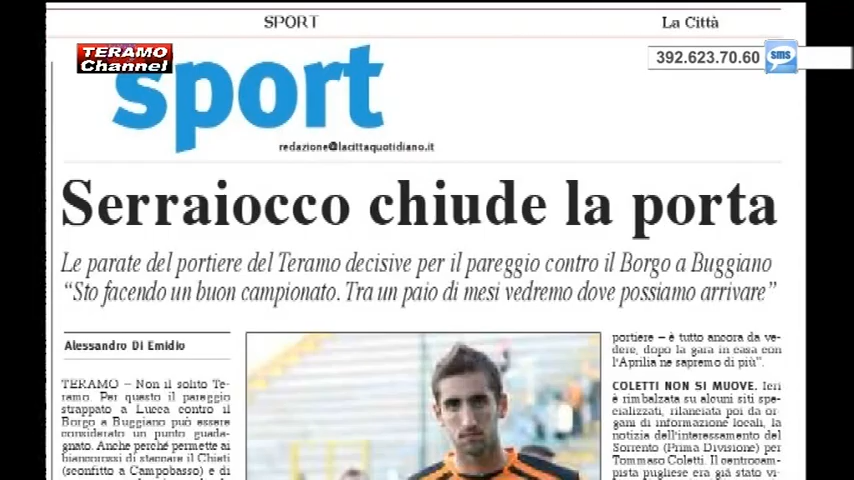 SPORT
La Città
TERAMO
Channel
392.623.70.60
sms
sport
redazione@lacittaquotidiano.it
Serraiocco chiude la porta
Le parate del portiere del Teramo decisive per il pareggio contro il Borgo a Buggiano
“Sto facendo un buon campionato. Tra un paio di mesi vedremo dove possiamo arrivare”
Alessandro Di Emidio
TERAMO – Non il solito Te-
ramo. Per questo il pareggio
strappato a Lucca contro il
Borgo a Buggiano può essere
considerato un punto guada-
gnato. Anche perché permette ai
biancorossi di staccare il Chieti
(sconfitto a Campobasso) e di
portiere – è tutto ancora da ve-
dere, dopo la gara in casa con
l'Aprilia ne sapremo di più".
COLETTI NON SI MUOVE. Ieri
è rimbalzata su alcuni siti spe-
cializzati, rilanciata poi da or-
gani di informazione locali, la
notizia dell'interessamento del
Sorrento (Prima Divisione) per
Tommaso Coletti. Il centrocam-
pista pugliese era già stato vi-